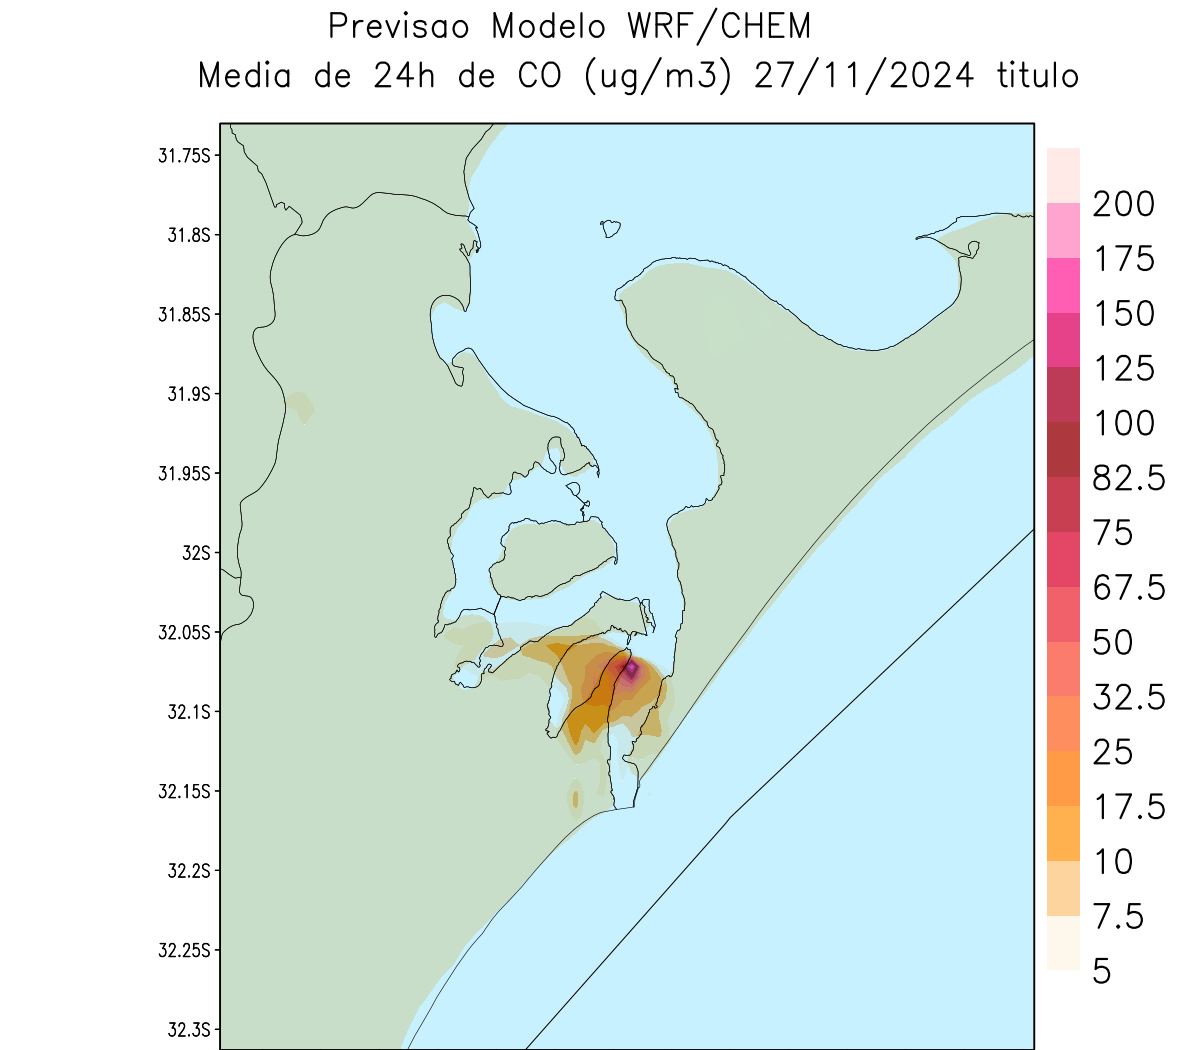 Previsao Modelo WRF/CHEM
Media de 24h de CO (ug/m3) 27/11/2024 titulo
31.75S
31.8S
31.85S
31.9S
31.95S
32S
32.05S
32.1S
32.15S
32.2S
32.25S
32.3S
200
175
150
125
100
82.5
75
67.5
50
32.5
25
17.5
10
7.5
5